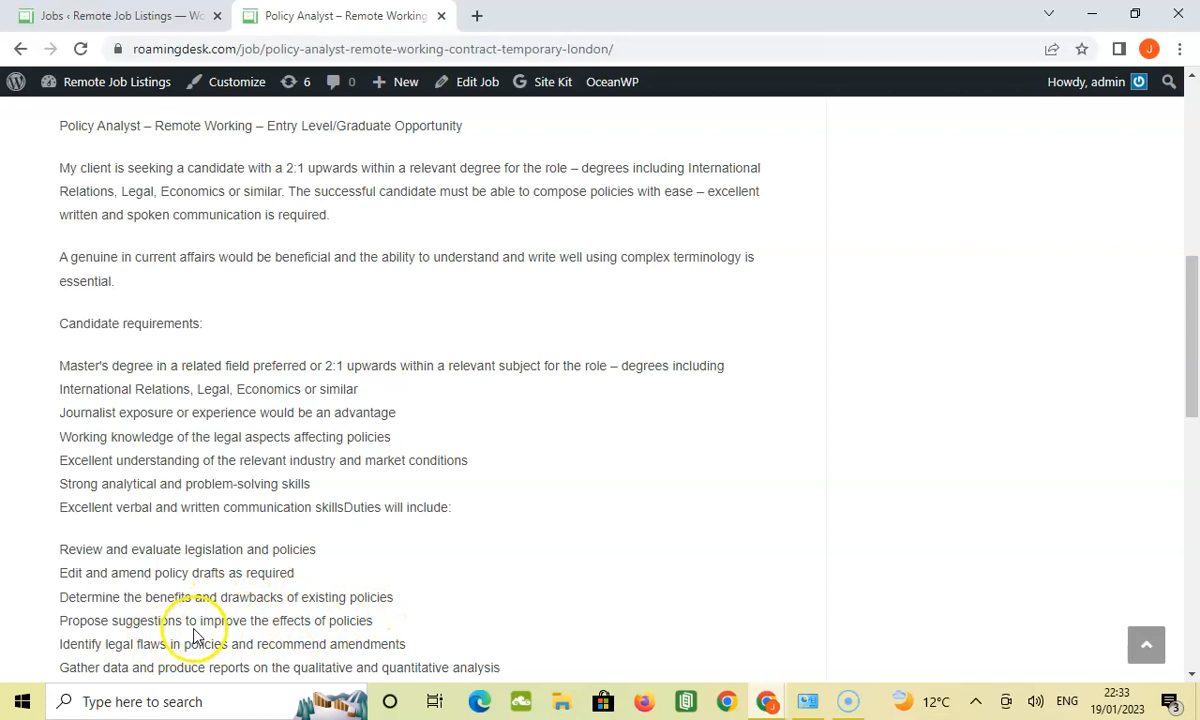 Jobs ‹ Remote Job Listings — Wo
Policy Analyst – Remote Working
roamingdesk.com/job/policy-analyst-remote-working-contract-temporary-london/
J
Remote Job Listings Customize 6 0 New Edit Job Site Kit OceanWP Howdy, admin
Policy Analyst – Remote Working – Entry Level/Graduate Opportunity
My client is seeking a candidate with a 2:1 upwards within a relevant degree for the role – degrees including International
Relations, Legal, Economics or similar. The successful candidate must be able to compose policies with ease – excellent
written and spoken communication is required.
A genuine in current affairs would be beneficial and the ability to understand and write well using complex terminology is
essential.
Candidate requirements:
Master's degree in a related field preferred or 2:1 upwards within a relevant subject for the role – degrees including
International Relations, Legal, Economics or similar
Journalist exposure or experience would be an advantage
Working knowledge of the legal aspects affecting policies
Excellent understanding of the relevant industry and market conditions
Strong analytical and problem-solving skills
Excellent verbal and written communication skillsDuties will include:
Review and evaluate legislation and policies
Edit and amend policy drafts as required
Determine the benefits and drawbacks of existing policies
Propose suggestions to improve the effects of policies
Identify legal flaws in policies and recommend amendments
Gather data and produce reports on the qualitative and quantitative analysis
Type here to search
J
12°C
ENG
22:33
19/01/2023
3